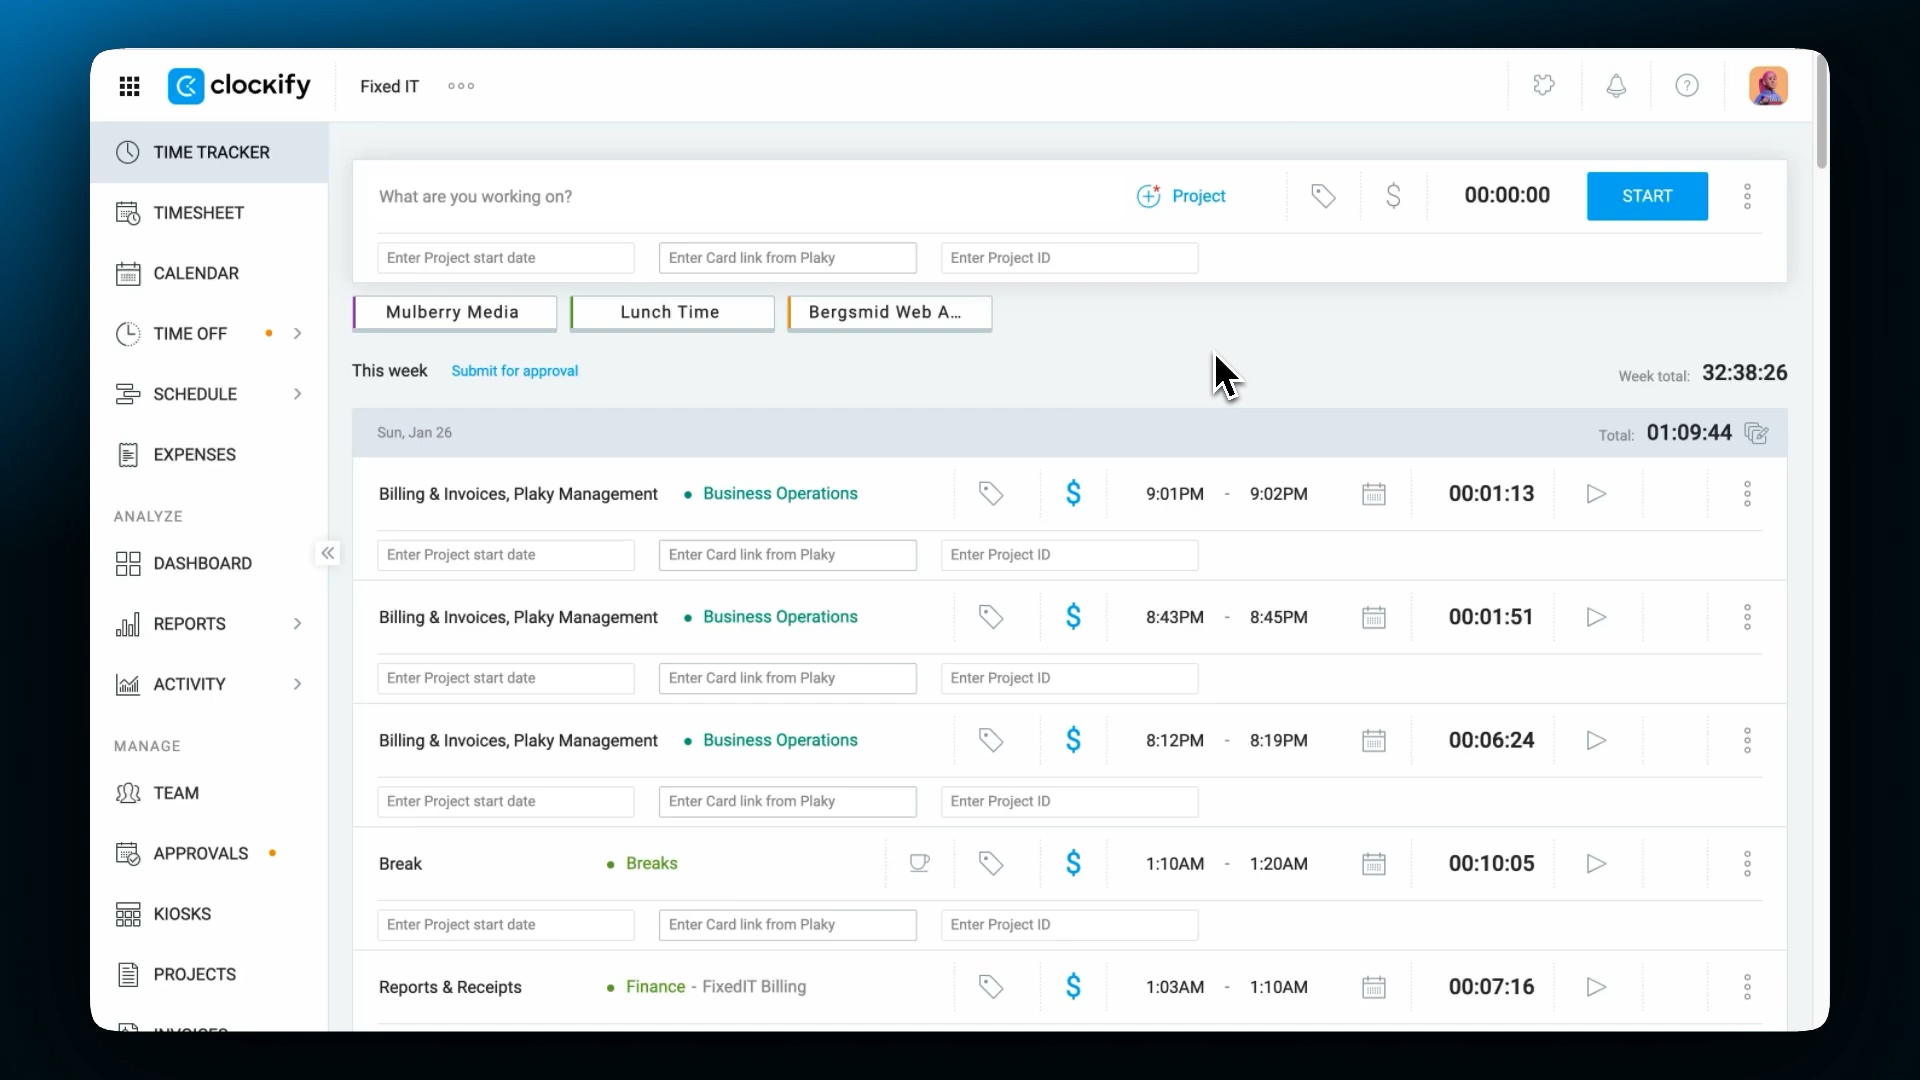 clockify
Fixed IT
TIME TRACKER
TIMESHEET
CALENDAR
TIME OFF
SCHEDULE
EXPENSES
ANALYZE
DASHBOARD
REPORTS
ACTIVITY
MANAGE
TEAM
APPROVALS
KIOSKS
PROJECTS
INVOICES
What are you working on? Project 00:00:00 START
Enter Project start date Enter Card link from Plaky Enter Project ID
Mulberry Media Lunch Time Bergsmid Web A...
This week Submit for approval Week total: 32:38:26
Sun, Jan 26 Total: 01:09:44
Billing & Invoices, Plaky Management • Business Operations $ 9:01PM - 9:02PM 00:01:13
Enter Project start date Enter Card link from Plaky Enter Project ID
Billing & Invoices, Plaky Management • Business Operations $ 8:43PM - 8:45PM 00:01:51
Enter Project start date Enter Card link from Plaky Enter Project ID
Billing & Invoices, Plaky Management • Business Operations $ 8:12PM - 8:19PM 00:06:24
Enter Project start date Enter Card link from Plaky Enter Project ID
Break • Breaks $ 1:10AM - 1:20AM 00:10:05
Enter Project start date Enter Card link from Plaky Enter Project ID
Reports & Receipts • Finance - FixedIT Billing $ 1:03AM - 1:10AM 00:07:16